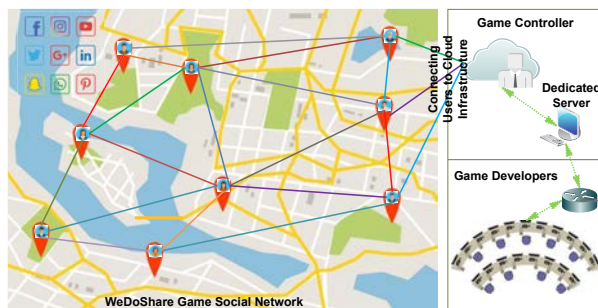 Game Controller
Connecting
Users to Cloud
Infrastructure
Dedicated
Server
Game Developers
WeDoShare Game Social Network